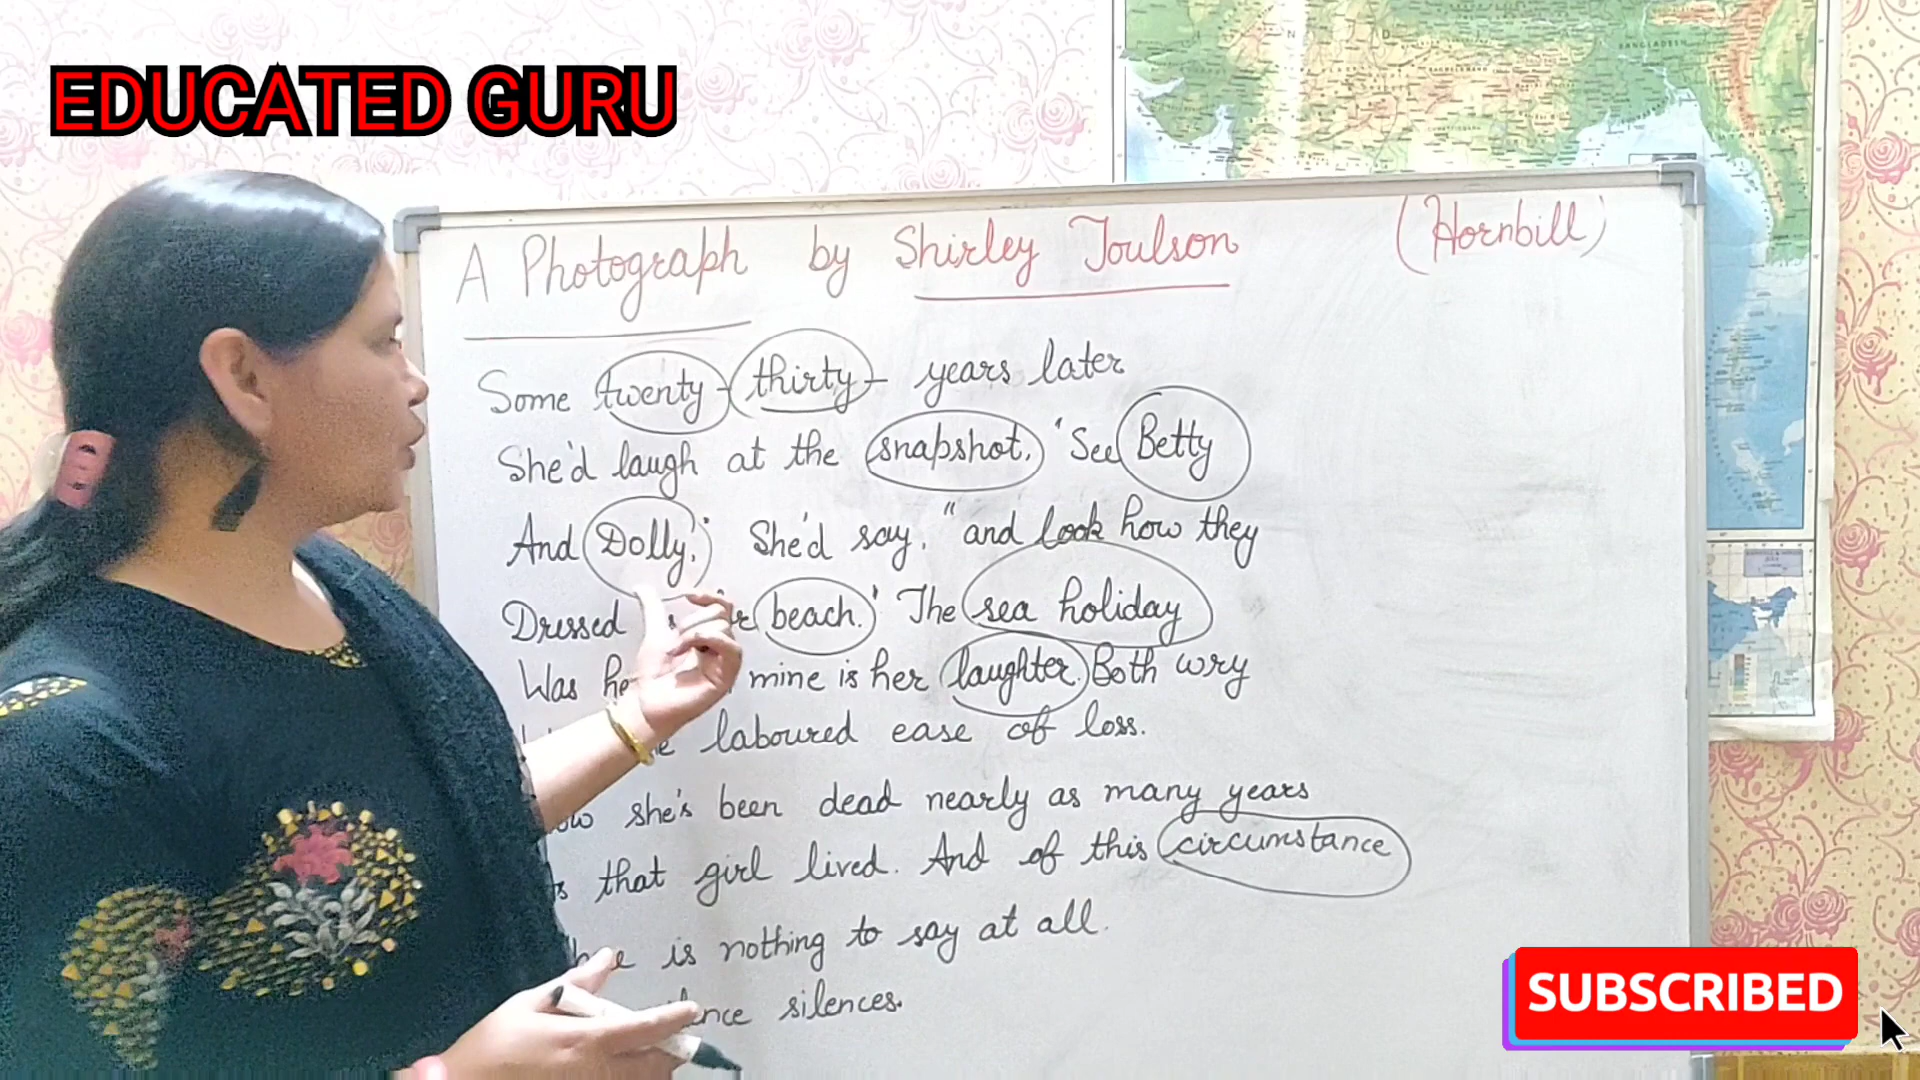 EDUCATED GURU
A Photograph by Shirley Toulson (Hornbill)
Some twenty - thirty - years later
She'd laugh at the snapshot. "See Betty
And Dolly," She'd say, "and look how they
Dressed beach." The sea holiday
Was mine is her laughter. Both wry
laboured ease of loss.
she's been dead nearly as many years
that girl lived. And of this circumstance
is nothing to say at all.
silences.
BANGLADESH
SUBSCRIBED